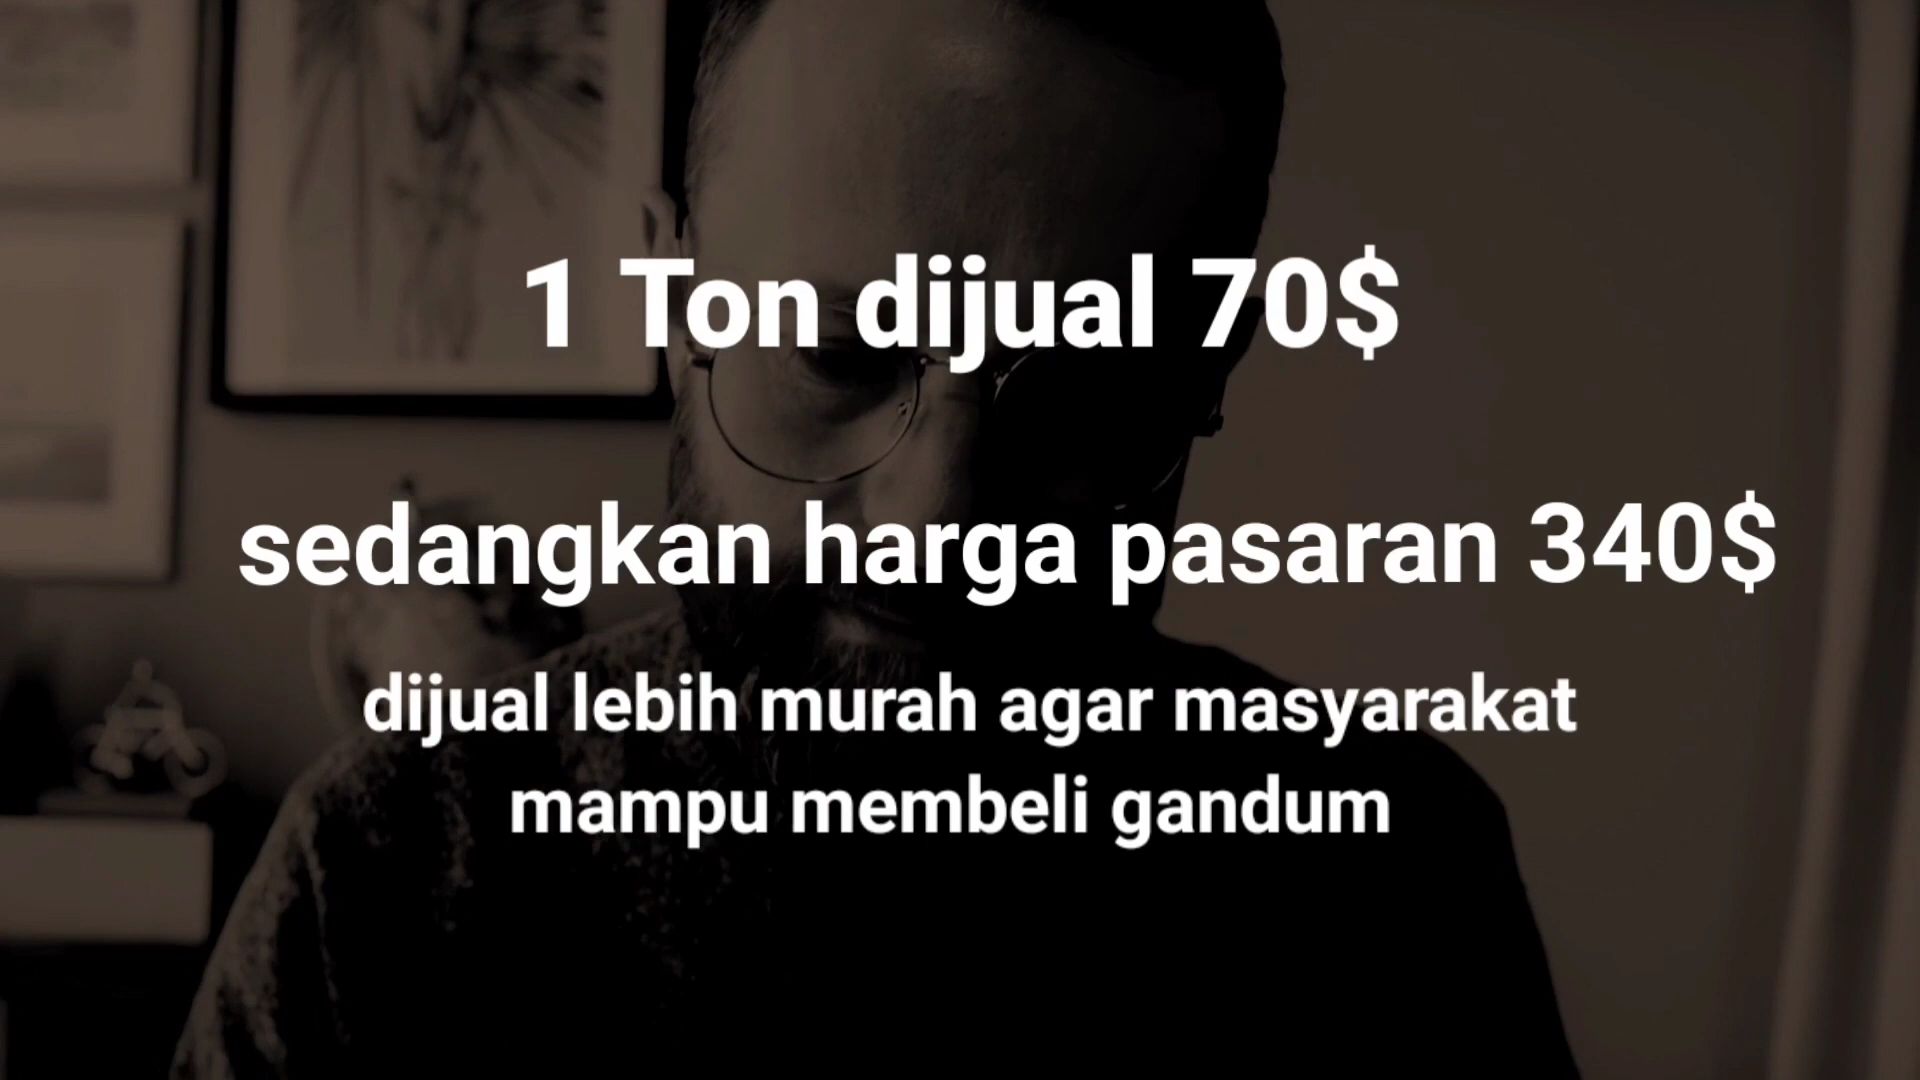 1 Ton dijual 70$
sedangkan harga pasaran 340$
dijual lebih murah agar masyarakat
mampu membeli gandum